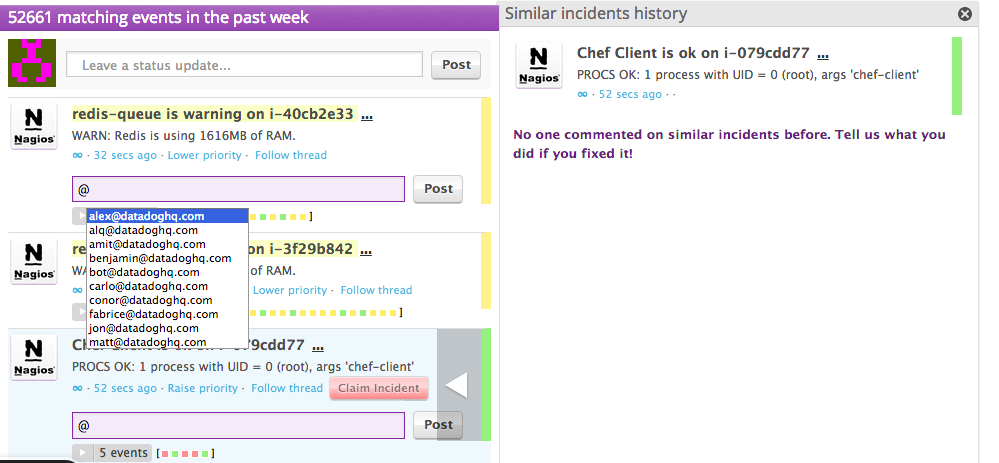 52661 matching events in the past week
Leave a status update...
Post
N
Nagios
redis-queue is warning on i-40cb2e33 ...
WARN: Redis is using 1616MB of RAM.
∞ · 32 secs ago · Lower priority · Follow thread
@
Post
]
alex@datadoghq.com
alq@datadoghq.com
amit@datadoghq.com
benjamin@datadoghq.com
bot@datadoghq.com
carlo@datadoghq.com
conor@datadoghq.com
fabrice@datadoghq.com
jon@datadoghq.com
matt@datadoghq.com
N
Nagios
re on i-3f29b842 ...
WA of RAM.
∞ Lower priority · Follow thread
]
N
Nagios
079cdd77 ...
PROCS OK: 1 process with UID = 0 (root), args 'chef-client'
∞ · 52 secs ago · Raise priority · Follow thread
Claim Incident
@
Post
5 events [ ]
Similar incidents history
N
Nagios
Chef Client is ok on i-079cdd77 ...
PROCS OK: 1 process with UID = 0 (root), args 'chef-client'
∞ · 52 secs ago · ·
No one commented on similar incidents before. Tell us what you
did if you fixed it!